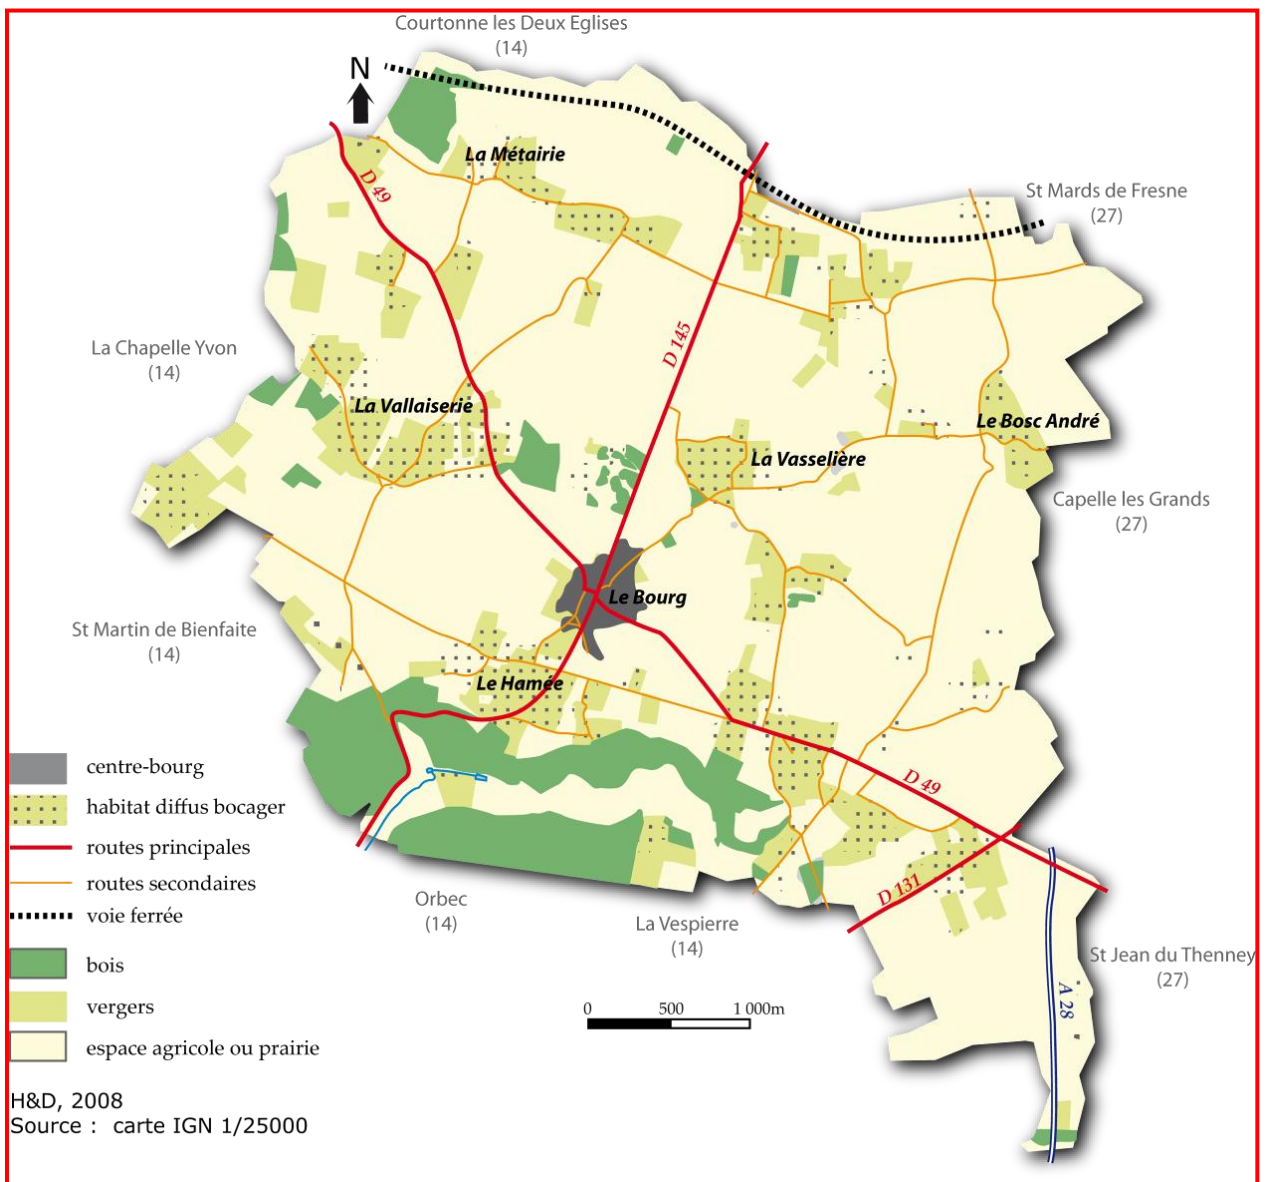 Courtonne les Deux Eglises
(14)
N
La Métairie
D 49
St Mards de Fresne
(27)
D 145
La Chapelle Yvon
(14)
La Vallaiserie
Le Bosc André
La Vasselière
Capelle les Grands
(27)
Le Bourg
St Martin de Bienfaite
(14)
Le Hamée
D 49
D 131
Orbec
(14)
La Vespierre
(14)
St Jean du Thenney
(27)
A 28
0 500 1 000m
centre-bourg
habitat diffus bocager
routes principales
routes secondaires
voie ferrée
bois
vergers
espace agricole ou prairie
H&D, 2008
Source : carte IGN 1/25000